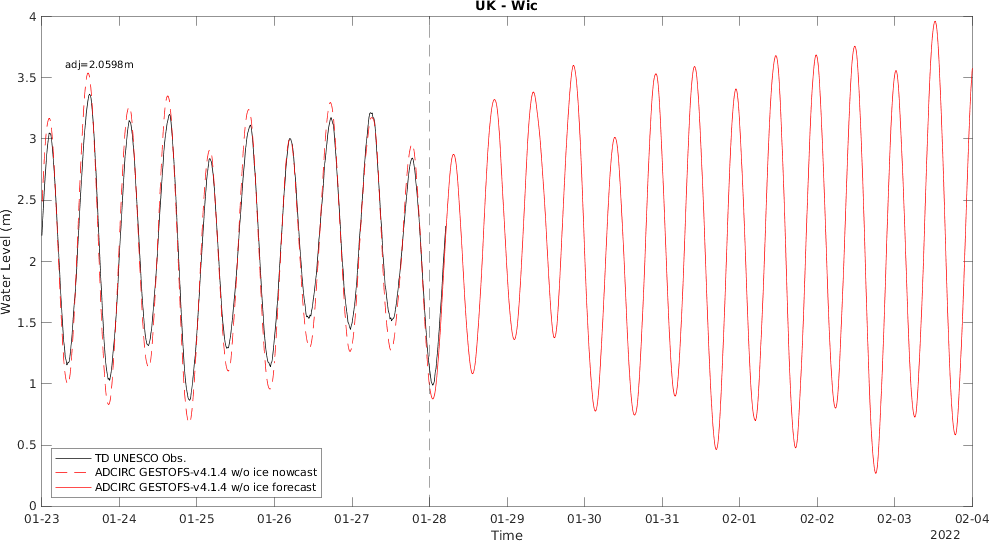 UK - Wic
adj=2.0598m
4
3.5
3
2.5
2
1.5
1
0.5
0
Water Level (m)
TD UNESCO Obs.
ADCIRC GESTOFS-v4.1.4 w/o ice nowcast
ADCIRC GESTOFS-v4.1.4 w/o ice forecast
01-23 01-24 01-25 01-26 01-27 01-28 01-29 01-30 01-31 02-01 02-02 02-03 02-04
Time
2022